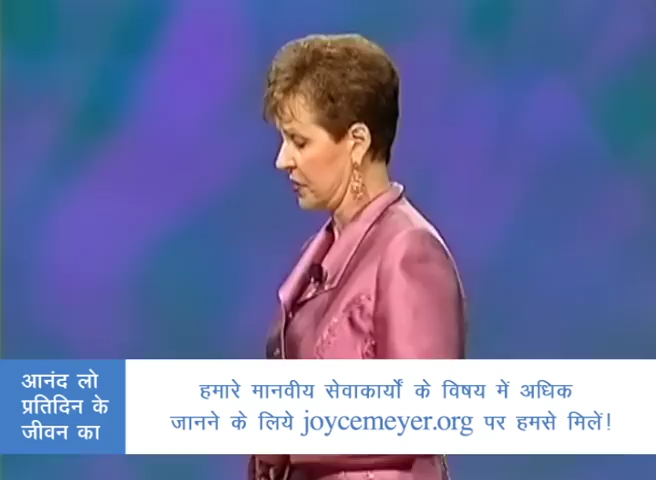 आनंद लो
प्रतिदिन के
जीवन का
हमारे मानवीय सेवाकार्यों के विषय में अधिक
जानने के लिये joycemeyer.org पर हमसे मिलें!